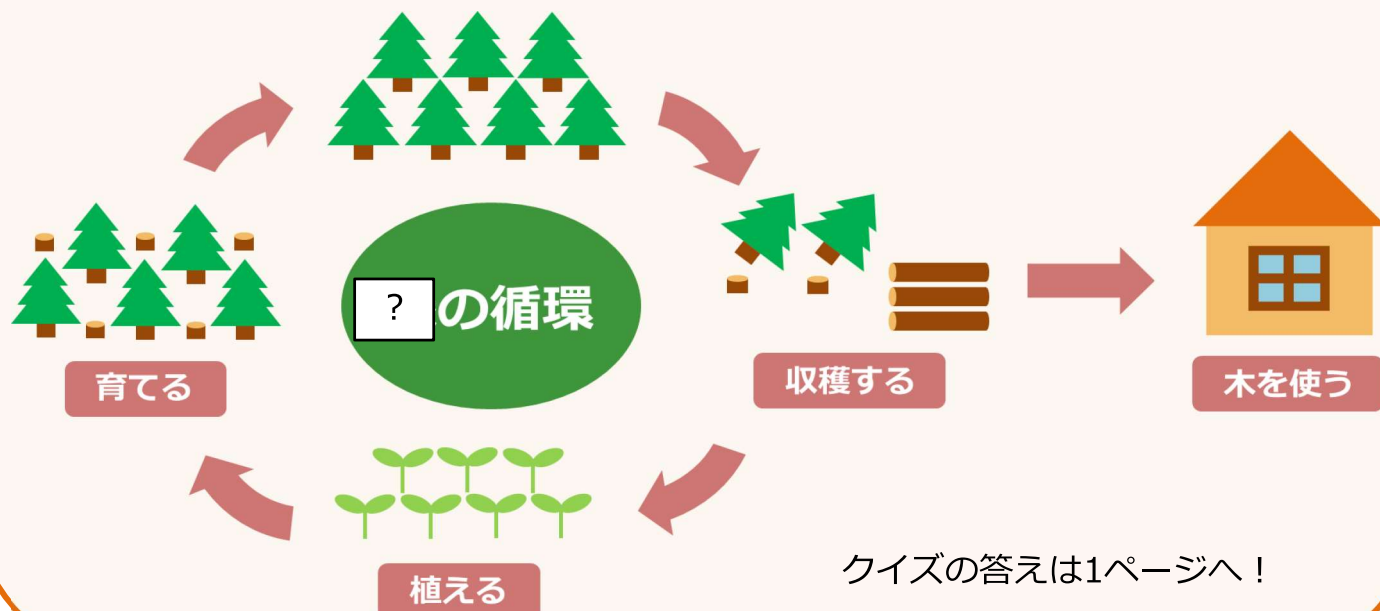 ?の循環
育てる
収穫する
木を使う
植える
クイズの答えは1ページへ!